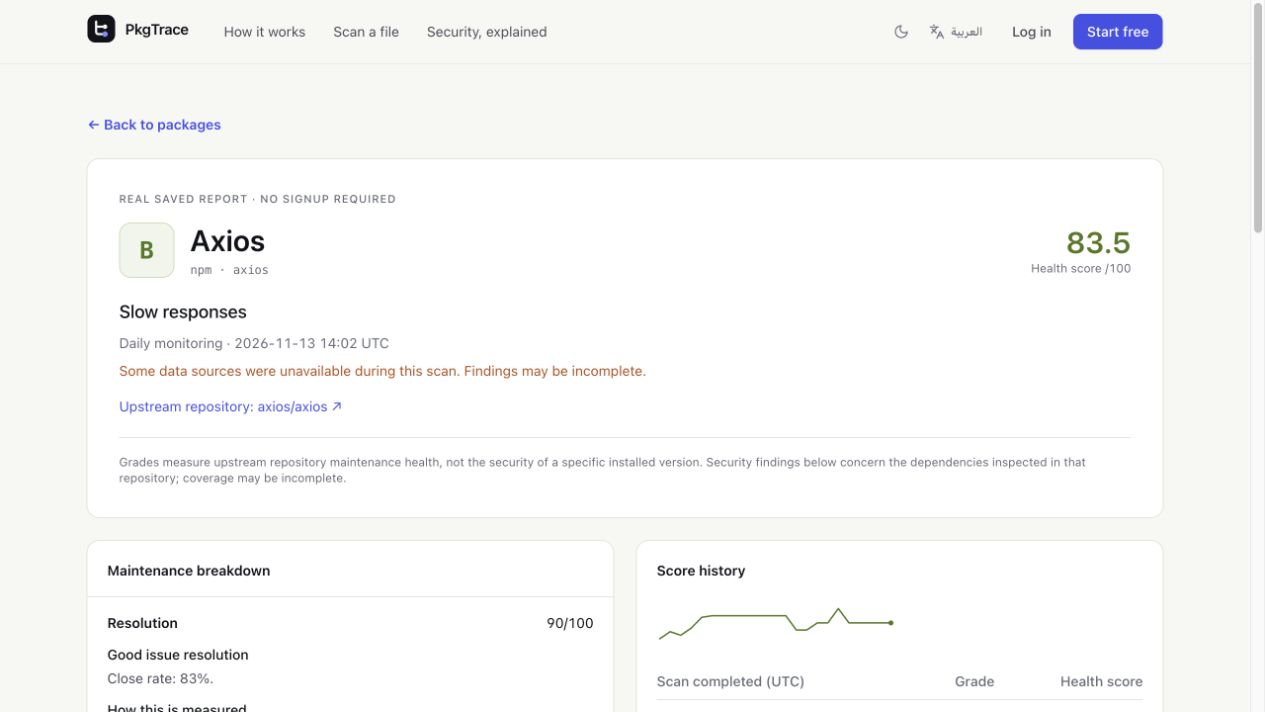 PkgTrace
How it works
Scan a file
Security, explained
العربية
Log in
Start free
← Back to packages
REAL SAVED REPORT · NO SIGNUP REQUIRED
B
Axios
npm · axios
83.5
Health score /100
Slow responses
Daily monitoring · 2026-11-13 14:02 UTC
Some data sources were unavailable during this scan. Findings may be incomplete.
Upstream repository: axios/axios ↗
Grades measure upstream repository maintenance health, not the security of a specific installed version. Security findings below concern the dependencies inspected in that
repository; coverage may be incomplete.
Maintenance breakdown
Resolution
90/100
Good issue resolution
Close rate: 83%.
How this is measured
Score history
Scan completed (UTC)
Grade
Health score